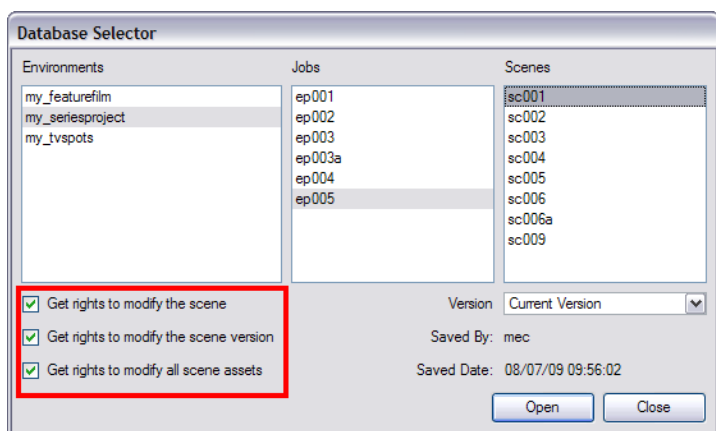 Database Selector
Environments
my_featurefilm
my_seriesproject
my_tvspots
Jobs
ep001
ep002
ep003
ep003a
ep004
ep005
Scenes
sc001
sc002
sc003
sc004
sc005
sc006
sc006a
sc009
Get rights to modify the scene
Get rights to modify the scene version
Get rights to modify all scene assets
Version Current Version
Saved By: mec
Saved Date: 08/07/09 09:56:02
Open Close